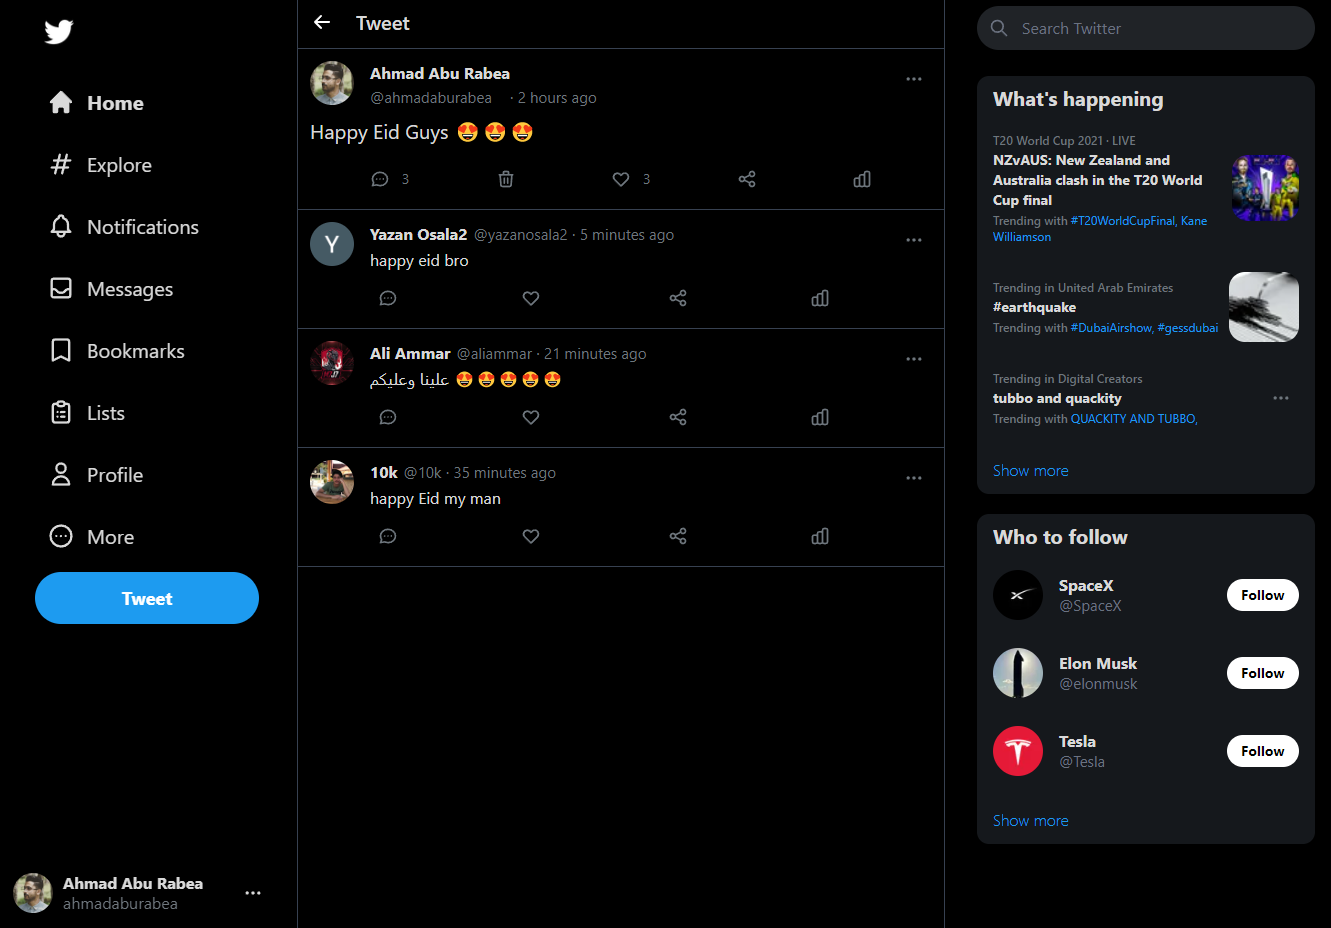 Home
Explore
Notifications
Messages
Bookmarks
Lists
Profile
More
Tweet
Ahmad Abu Rabea
ahmadaburabea
Tweet
Ahmad Abu Rabea
@ahmadaburabea · 2 hours ago
Happy Eid Guys 😍 😍 😍
3 3
Yazan Osala2 @yazanosala2 · 5 minutes ago
Y
happy eid bro
Ali Ammar @aliammar · 21 minutes ago
علينا وعليكم 😍 😍 😍 😍 😍
10k @10k · 35 minutes ago
happy Eid my man
Search Twitter
What's happening
T20 World Cup 2021 · LIVE
NZvAUS: New Zealand and
Australia clash in the T20 World
Cup final
Trending with #T20WorldCupFinal, Kane
Williamson
Trending in United Arab Emirates
#earthquake
Trending with #DubaiAirshow, #gessdubai
Trending in Digital Creators
tubbo and quackity
Trending with QUACKITY AND TUBBO,
Show more
Who to follow
SpaceX
@SpaceX
Follow
Elon Musk
@elonmusk
Follow
Tesla
@Tesla
Follow
Show more